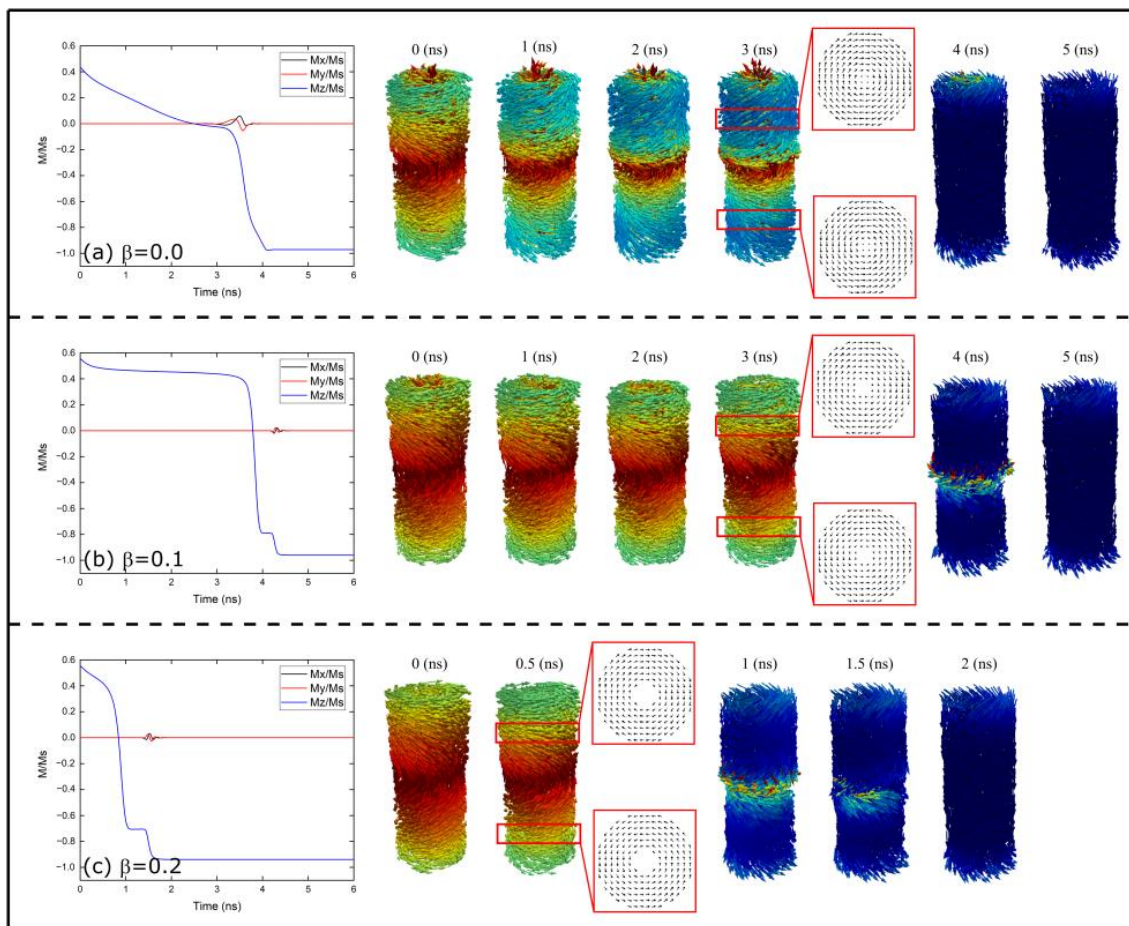 0 (ns) 1 (ns) 2 (ns) 3 (ns) 4 (ns) 5 (ns)
0.6
0.4
0.2
0.0
−0.2
−0.4
−0.6
−0.8
−1.0
M/Ms
Mx/Ms
My/Ms
Mz/Ms
(a) β=0.0
0 1 2 3 4 5 6
Time (ns)
0 (ns) 1 (ns) 2 (ns) 3 (ns) 4 (ns) 5 (ns)
0.6
0.4
0.2
0.0
−0.2
−0.4
−0.6
−0.8
−1.0
M/Ms
Mx/Ms
My/Ms
Mz/Ms
(b) β=0.1
0 1 2 3 4 5 6
Time (ns)
0 (ns) 0.5 (ns) 1 (ns) 1.5 (ns) 2 (ns)
0.6
0.4
0.2
0.0
−0.2
−0.4
−0.6
−0.8
−1.0
M/Ms
Mx/Ms
My/Ms
Mz/Ms
(c) β=0.2
0 1 2 3 4 5 6
Time (ns)